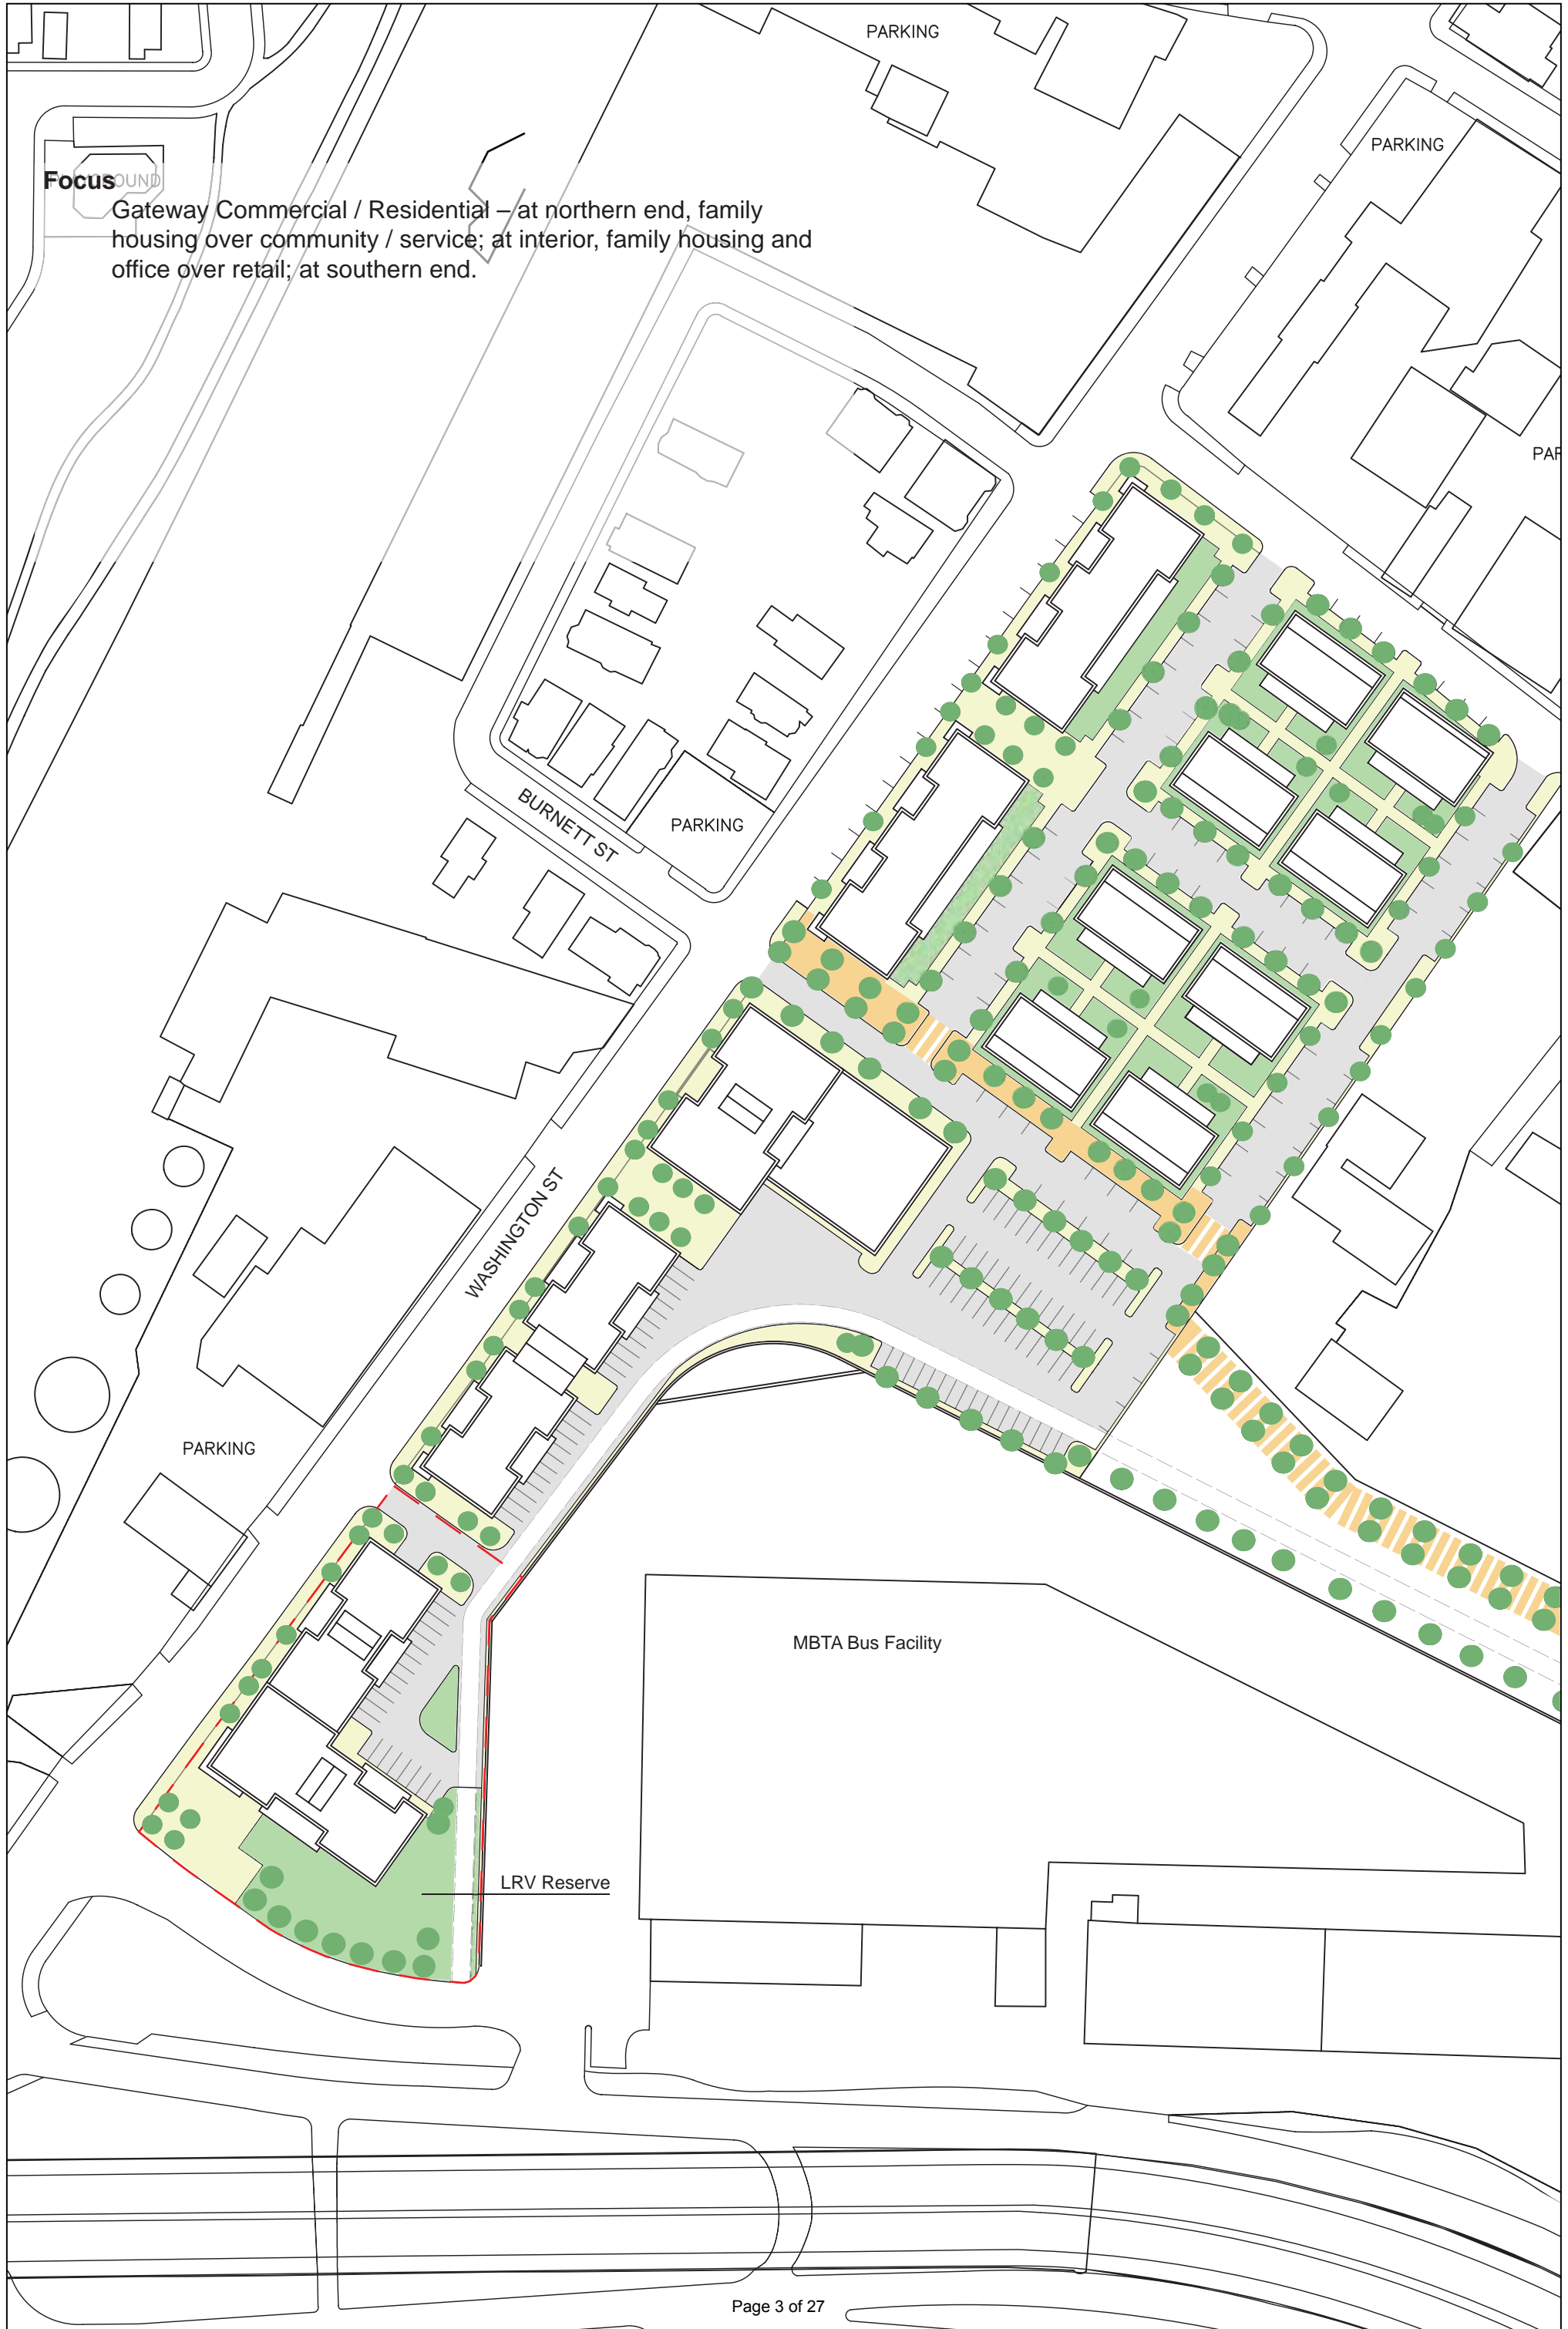 PARKING
PARKING
Focus
Gateway Commercial / Residential – at northern end, family
housing over community / service; at interior, family housing and
office over retail; at southern end.
BURNETT ST
PARKING
WASHINGTON ST
PARKING
MBTA Bus Facility
LRV Reserve
Page 3 of 27